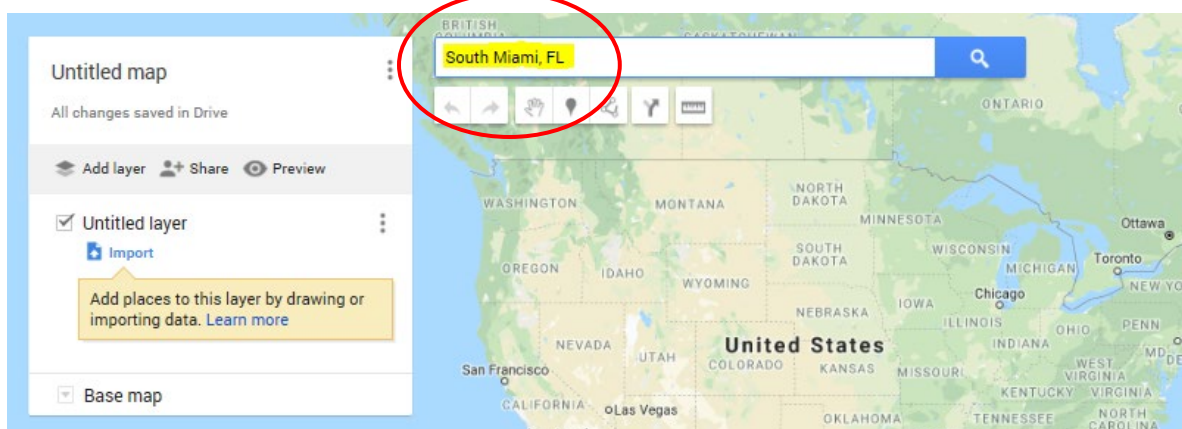 BRITISH
COLUMBIA
SASKATCHEWAN
South Miami, FL
Untitled map
All changes saved in Drive
Add layer Share Preview
Untitled layer
Import
Add places to this layer by drawing or
importing data. Learn more
Base map
ONTARIO
WASHINGTON
MONTANA
NORTH
DAKOTA
MINNESOTA
Ottawa
OREGON
IDAHO
SOUTH
DAKOTA
WISCONSIN
MICHIGAN
Toronto
WYOMING
NEW YO
Chicago
NEBRASKA
IOWA
ILLINOIS
OHIO
PENN
NEVADA
UTAH
United States
INDIANA
MD
DE
San Francisco
COLORADO
KANSAS
MISSOURI
WEST
VIRGINIA
KENTUCKY
VIRGINIA
CALIFORNIA
Las Vegas
OKLAHOMA
TENNESSEE
NORTH
CAROLINA